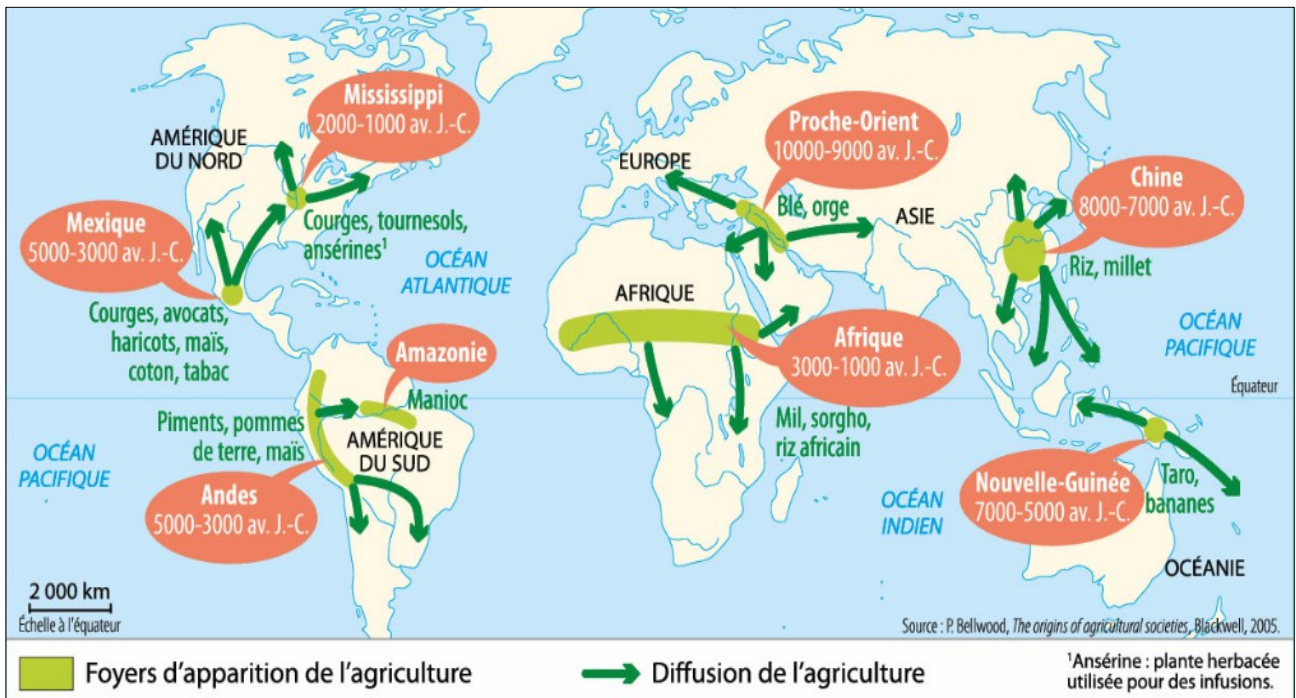 Mississippi
2000-1000 av. J.-C.
AMÉRIQUE
DU NORD
Proche-Orient
10000-9000 av. J.-C.
EUROPE
Chine
8000-7000 av. J.-C.
Mexique
5000-3000 av. J.-C.
Courges, tournesols,
ansérines¹
Blé, orge
ASIE
OCÉAN
ATLANTIQUE
Riz, millet
Courges, avocats,
haricots, maïs,
coton, tabac
AFRIQUE
OCÉAN
PACIFIQUE
Amazonie
Afrique
3000-1000 av. J.-C.
Équateur
Manioc
Piments, pommes
de terre, maïs
AMÉRIQUE
DU SUD
Mil, sorgho,
riz africain
OCÉAN
PACIFIQUE
Andes
5000-3000 av. J.-C.
Nouvelle-Guinée
7000-5000 av. J.-C.
Taro,
bananes
OCÉAN
INDIEN
OCÉANIE
2 000 km
Échelle à l'équateur
Source : P. Bellwood, The origins of agricultural societies, Blackwell, 2005.
Foyers d'apparition de l'agriculture
Diffusion de l'agriculture
¹Ansérine : plante herbacée
utilisée pour des infusions.